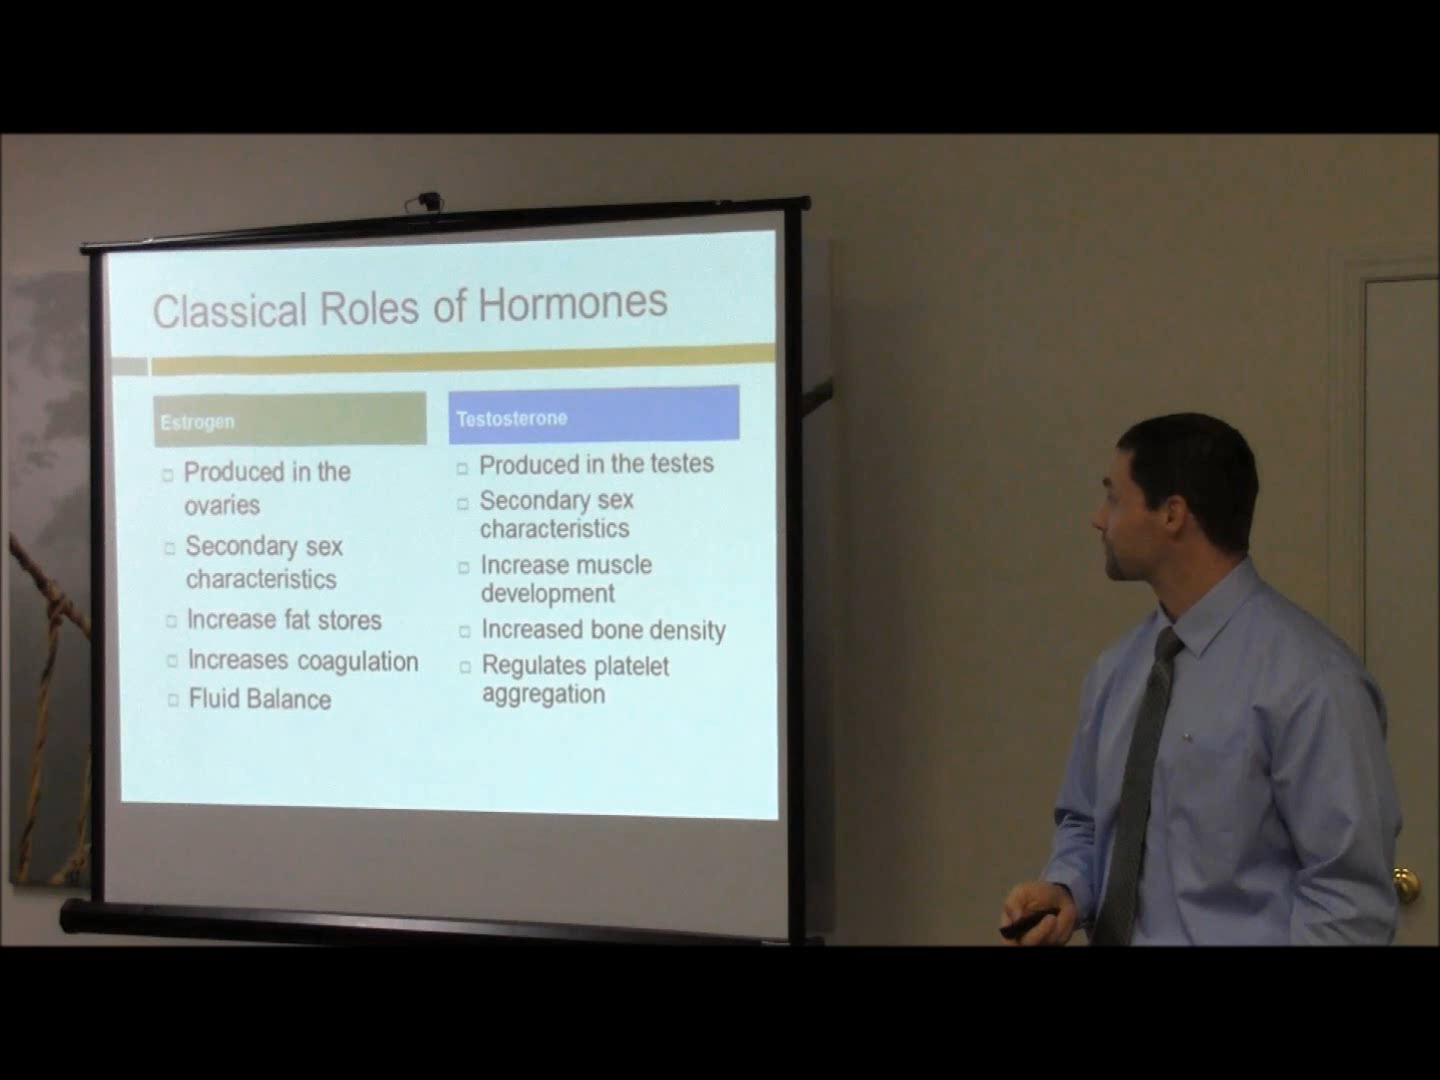 Classical Roles of Hormones
Estrogen
Produced in the
ovaries
Secondary sex
characteristics
Increase fat stores
Increases coagulation
Fluid Balance
Testosterone
Produced in the testes
Secondary sex
characteristics
Increase muscle
development
Increased bone density
Regulates platelet
aggregation